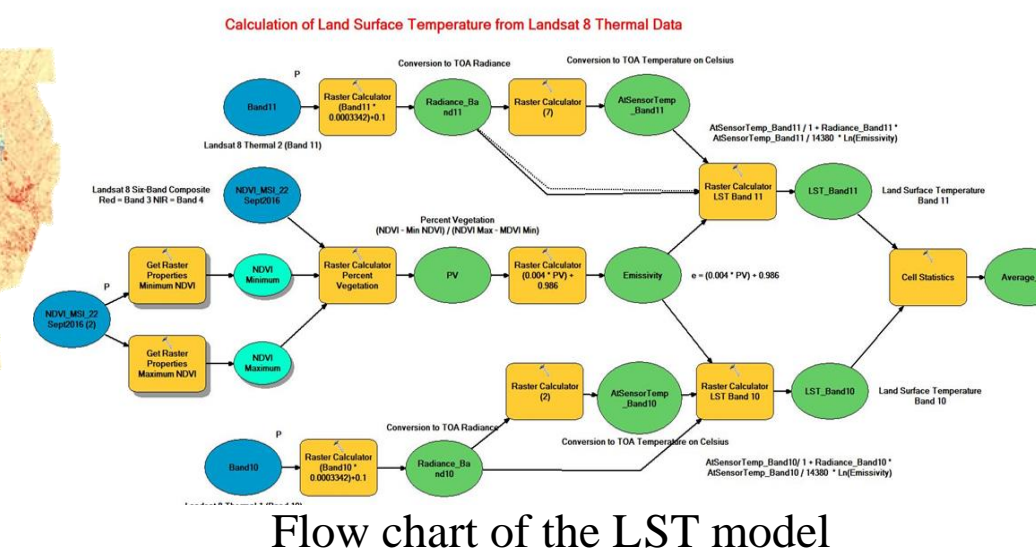 Calculation of Land Surface Temperature from Landsat 8 Thermal Data
P
Conversion to TOA Radiance
Conversion to TOA Temperature on Celsius
Band11
Raster Calculator
(Band11 *
0.0003342)+0.1
Radiance_Ba
nd11
Raster Calculator
(7)
AtSensorTemp
_Band11
Landsat 8 Thermal 2 (Band 11)
AtSensorTemp_Band11 / 1 + Radiance_Band11 *
AtSensorTemp_Band11 / 14380 * Ln(Emissivity)
Landsat 8 Six-Band Composite
Red = Band 3 NIR = Band 4
NDVI_MSI_22
Sept2016
Raster Calculator
LST Band 11
LST_Band11
Land Surface Temperature
Band 11
Percent Vegetation
(NDVI - Min NDVI) / (NDVI Max - MDVI Min)
Get Raster
Properties
Minimum NDVI
NDVI
Minimum
Raster Calculator
Percent
Vegetation
PV
Raster Calculator
(0.004 * PV) +
0.986
Emissivity
e = (0.004 * PV) + 0.986
Cell Statistics
Average_
P
NDVI_MSI_22
Sept2016 (2)
Get Raster
Properties
Maximum NDVI
NDVI
Maximum
Raster Calculator
(2)
AtSensorTemp
_Band10
Raster Calculator
LST Band 10
LST_Band10
Land Surface Temperature
Band 10
Conversion to TOA Radiance
Conversion to TOA Temperature on Celsius
P
Band10
Raster Calculator
(Band10 *
0.0003342)+0.1
Radiance_Ba
nd10
AtSensorTemp_Band10/ 1 + Radiance_Band10 *
AtSensorTemp_Band10 / 14380 * Ln(Emissivity)
Landsat 8 Thermal 1 (Band 10)
Flow chart of the LST model